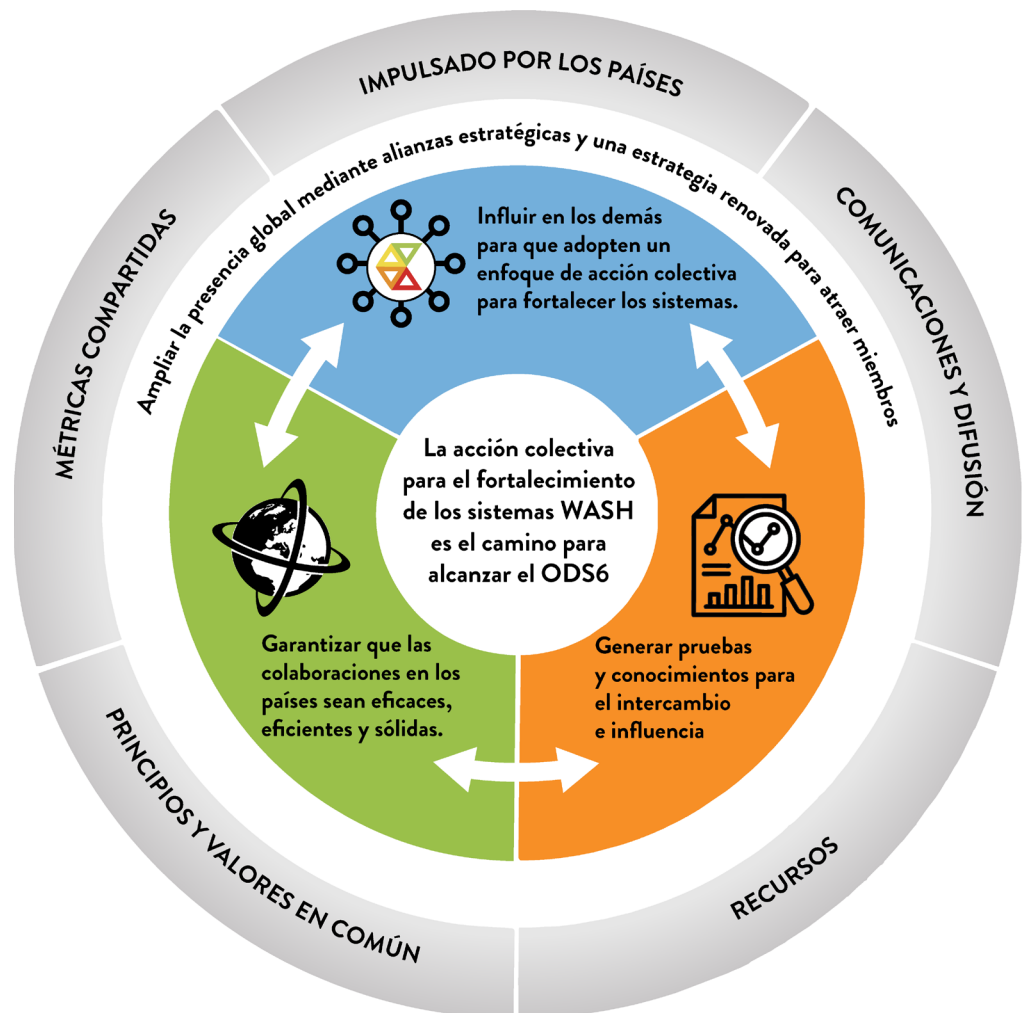 IMPULSADO POR LOS PAÍSES
MÉTRICAS COMPARTIDAS
COMUNICACIONES Y DIFUSIÓN
Ampliar la presencia global mediante alianzas estratégicas y una estrategia renovada para atraer miembros
Influir en los demás
para que adopten un
enfoque de acción colectiva
para fortalecer los sistemas.
La acción colectiva
para el fortalecimiento
de los sistemas WASH
es el camino para
alcanzar el ODS6
Garantizar que las
colaboraciones en los
países sean eficaces,
eficientes y sólidas.
Generar pruebas
y conocimientos para
el intercambio
e influencia
PRINCIPIOS Y VALORES EN COMÚN
RECURSOS